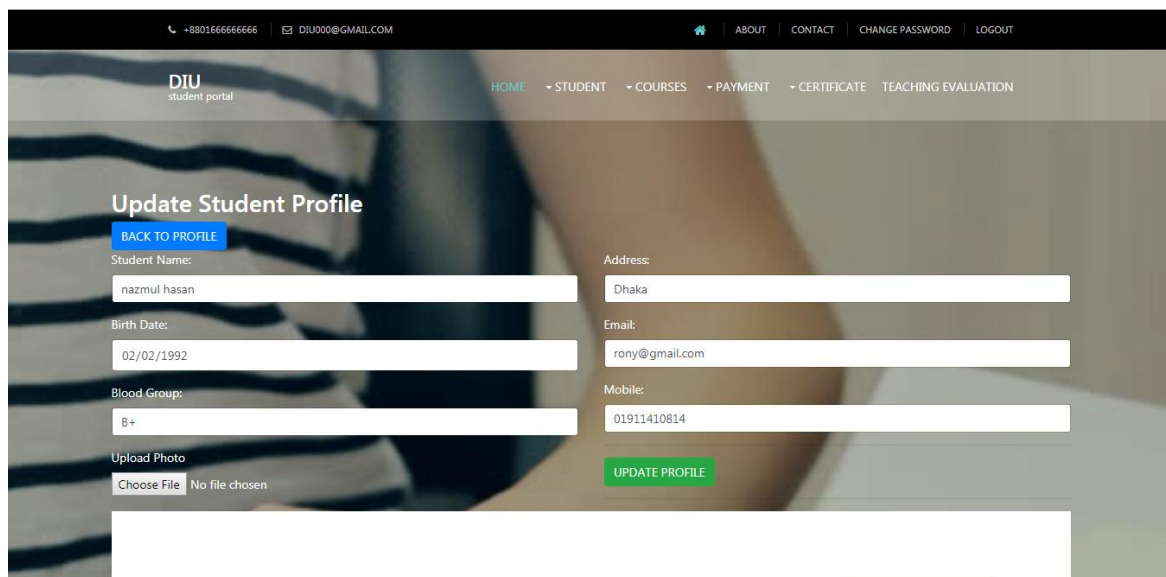 +8801666666666 DIU000@GMAIL.COM ABOUT CONTACT CHANGE PASSWORD LOGOUT
DIU
student portal
HOME STUDENT COURSES PAYMENT CERTIFICATE TEACHING EVALUATION
Update Student Profile
BACK TO PROFILE
Student Name:
nazmul hasan
Address:
Dhaka
Birth Date:
02/02/1992
Email:
rony@gmail.com
Blood Group:
B+
Mobile:
01911410814
Upload Photo
Choose File No file chosen
UPDATE PROFILE